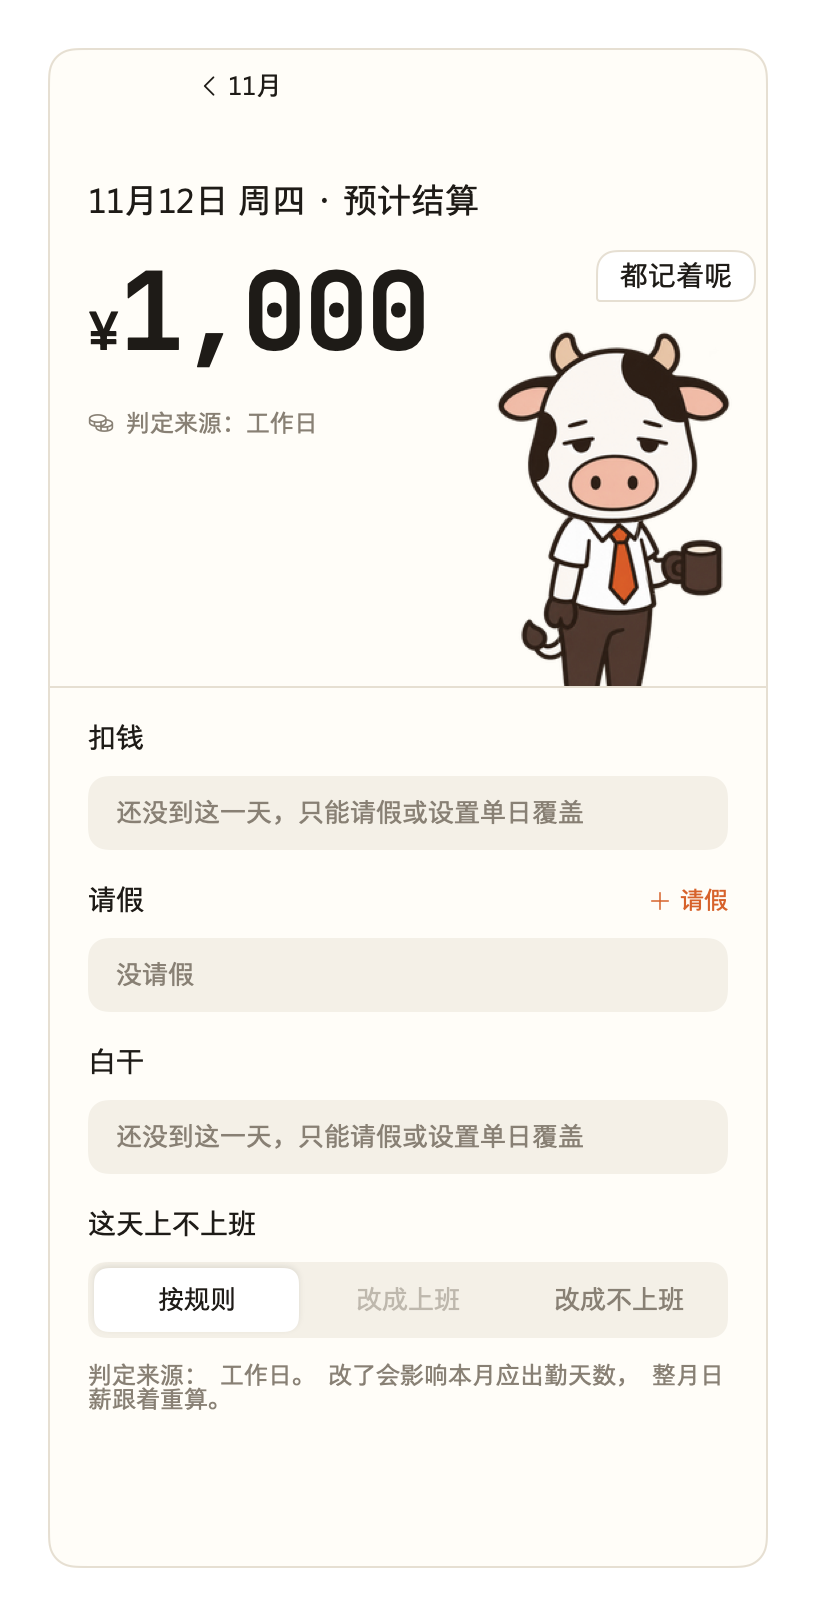 11月
11月12日 周四 · 预计结算
¥1,000
都记着呢
判定来源：工作日
扣钱
还没到这一天，只能请假或设置单日覆盖
请假
+ 请假
没请假
白干
还没到这一天，只能请假或设置单日覆盖
这天上不上班
按规则
改成上班
改成不上班
判定来源： 工作日。 改了会影响本月应出勤天数， 整月日
薪跟着重算。